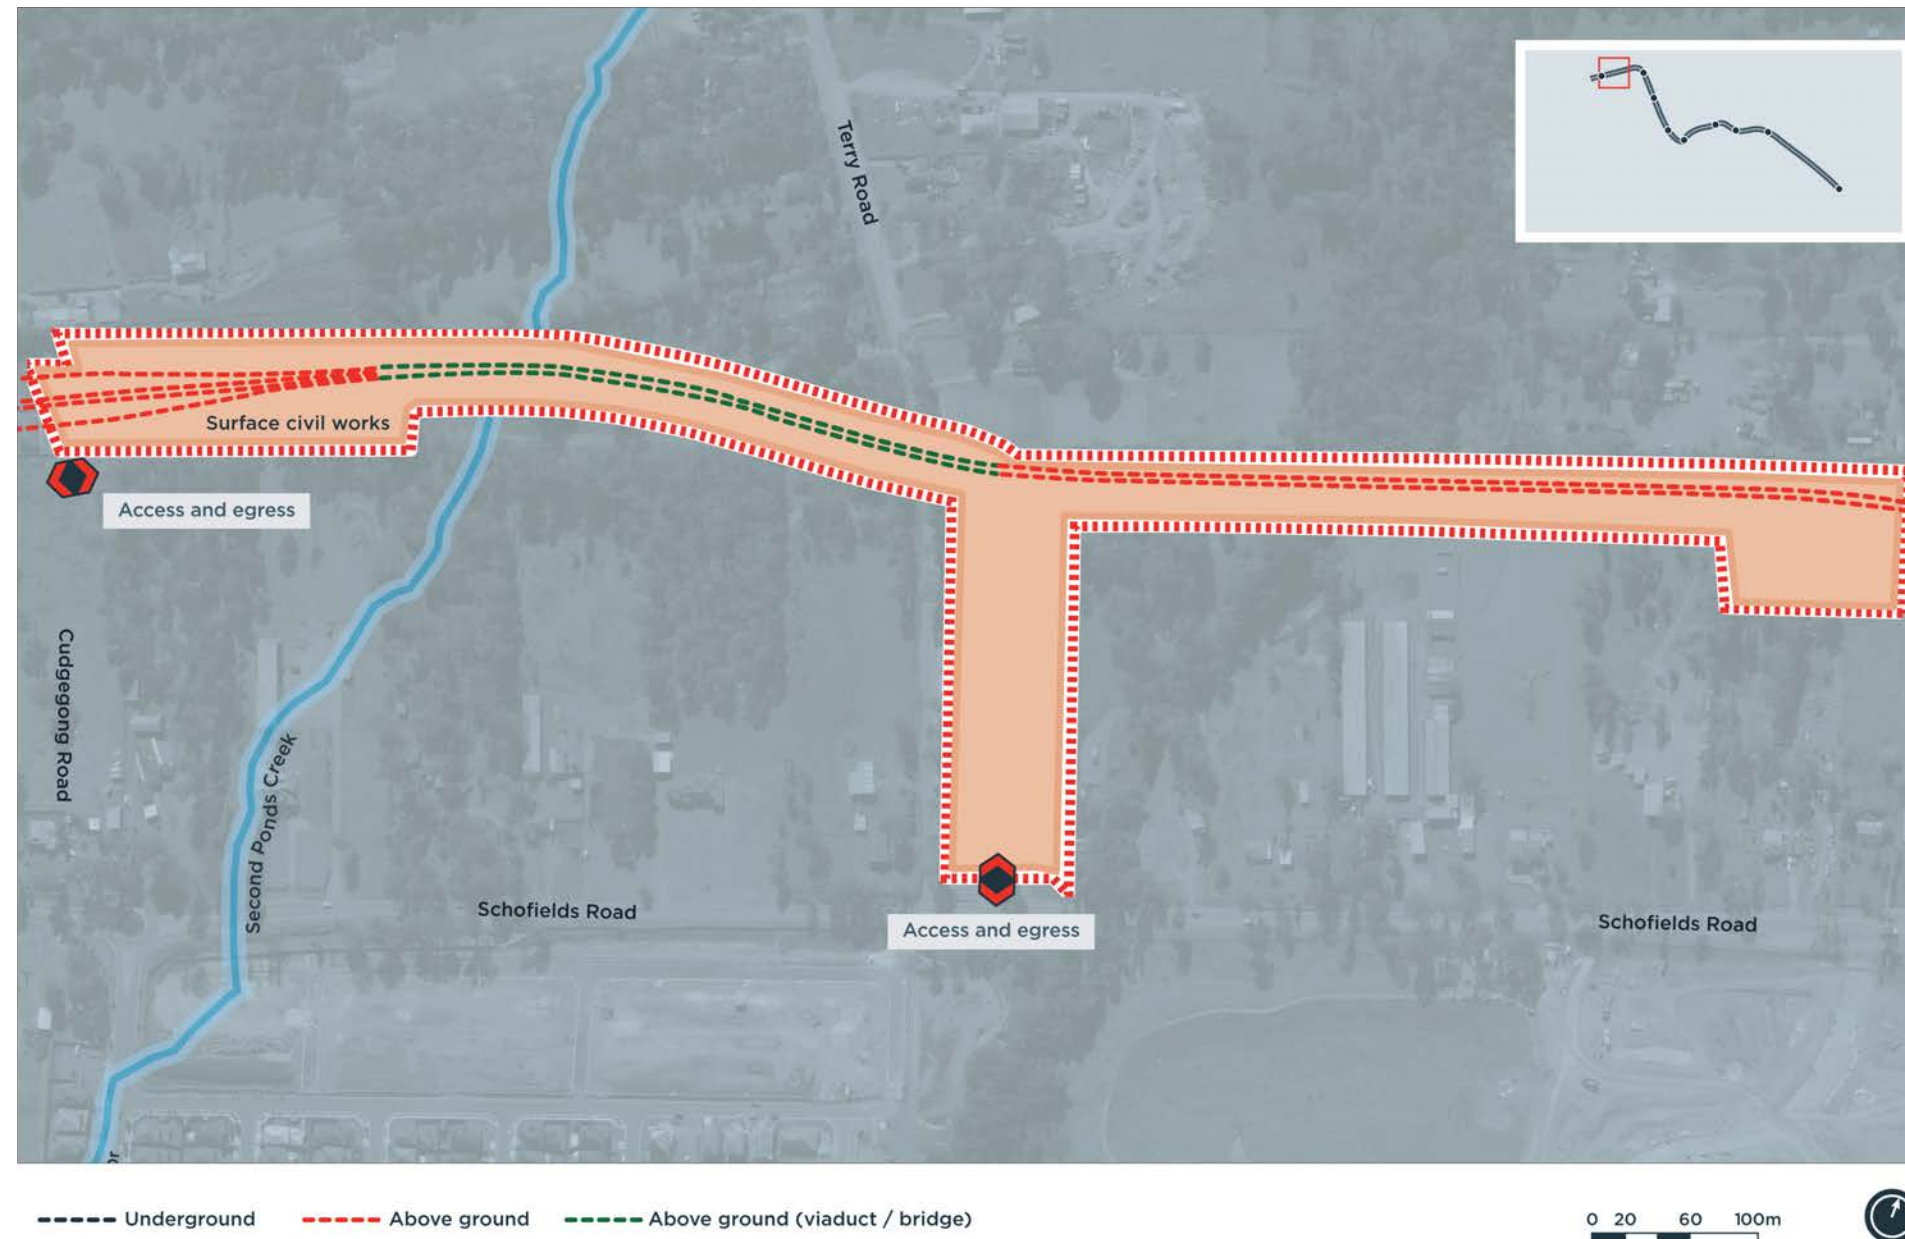 Terry Road
Surface civil works
Access and egress
Cudgegong Road
Second Ponds Creek
Schofields Road
Access and egress
Schofields Road
Underground
Above ground
Above ground (viaduct / bridge)
0 20 60 100m